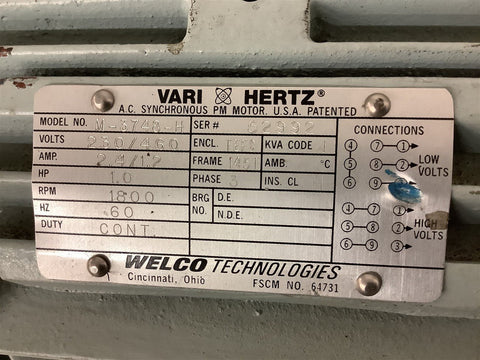 VARI HERTZ®
A.C. SYNCHRONOUS PM MOTOR. U.S.A. PATENTED
MODEL NO. M-3748-H SER# 62992
VOLTS 230/460 ENCL. KVA CODE
AMP. 2.4/1.2 FRAME AMB. °C
HP 1.0 PHASE 3 INS. CL
RPM 1800 BRG NO. D.E.
HZ 60 N.D.E.
DUTY CONT.
CONNECTIONS
4 7 1 LOW
5 8 VOLTS
6 9
4 7 1 HIGH
5 8 2 VOLTS
6 9 3
WELCO TECHNOLOGIES
Cincinnati, Ohio FSCM NO. 64731